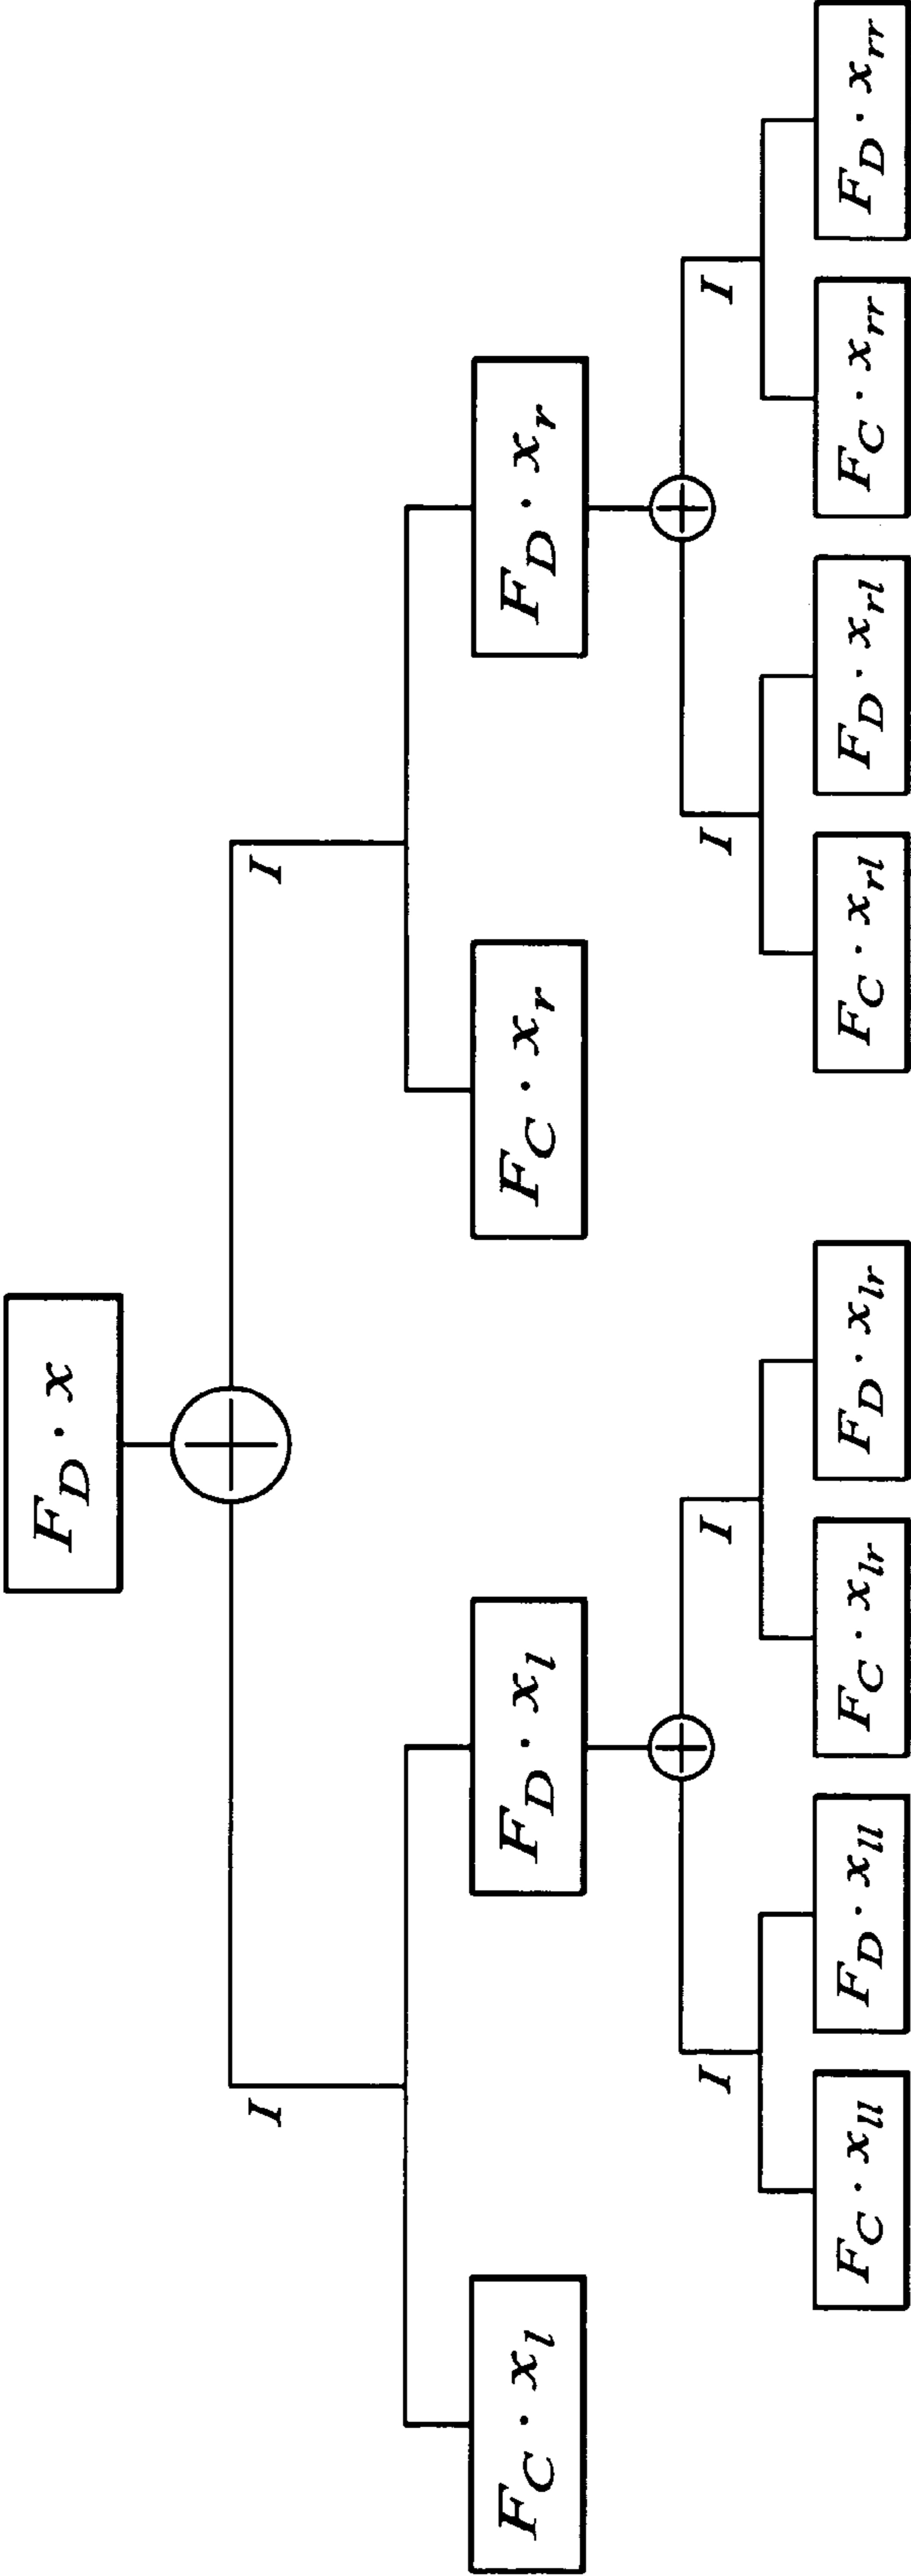 F_D · x
I I
F_C · x_l F_D · x_l F_C · x_r F_D · x_r
I I I I
F_C · x_ll F_D · x_ll F_C · x_lr F_D · x_lr F_C · x_rl F_D · x_rl F_C · x_rr F_D · x_rr